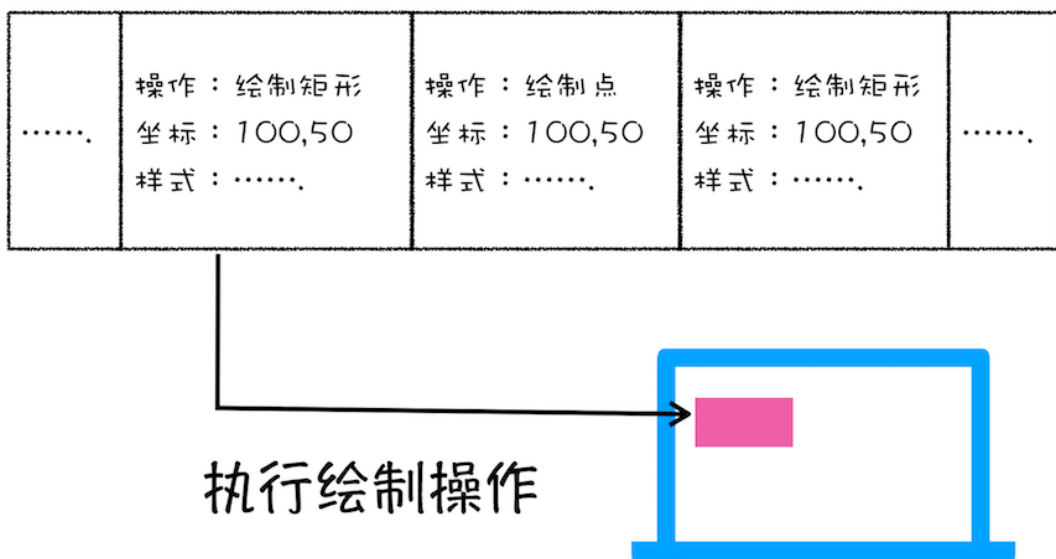 …….
操作：绘制矩形
坐标：100,50
样式：…….
操作：绘制点
坐标：100,50
样式：…….
操作：绘制矩形
坐标：100,50
样式：…….
…….
执行绘制操作